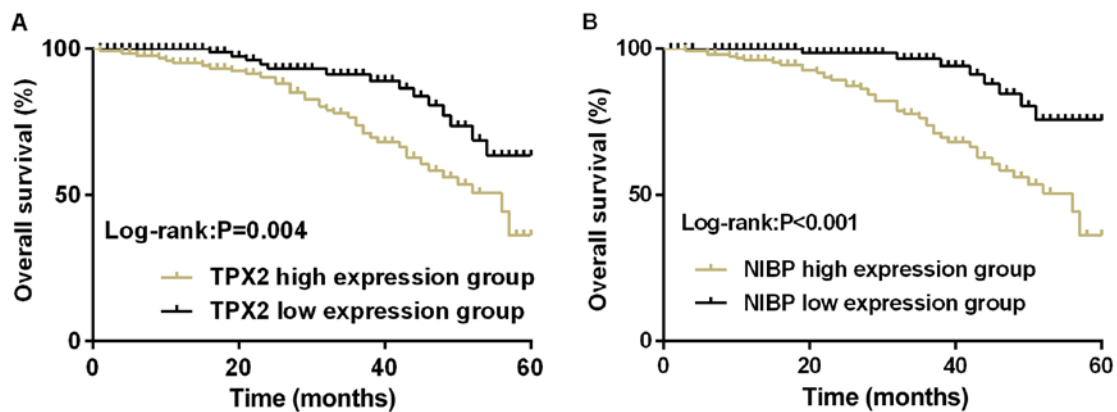 A
100
50
0
Overall survival (%)
Log-rank:P=0.004
TPX2 high expression group
TPX2 low expression group
0
20
40
60
Time (months)
B
100
50
0
Overall survival (%)
Log-rank:P<0.001
NIBP high expression group
NIBP low expression group
0
20
40
60
Time (months)